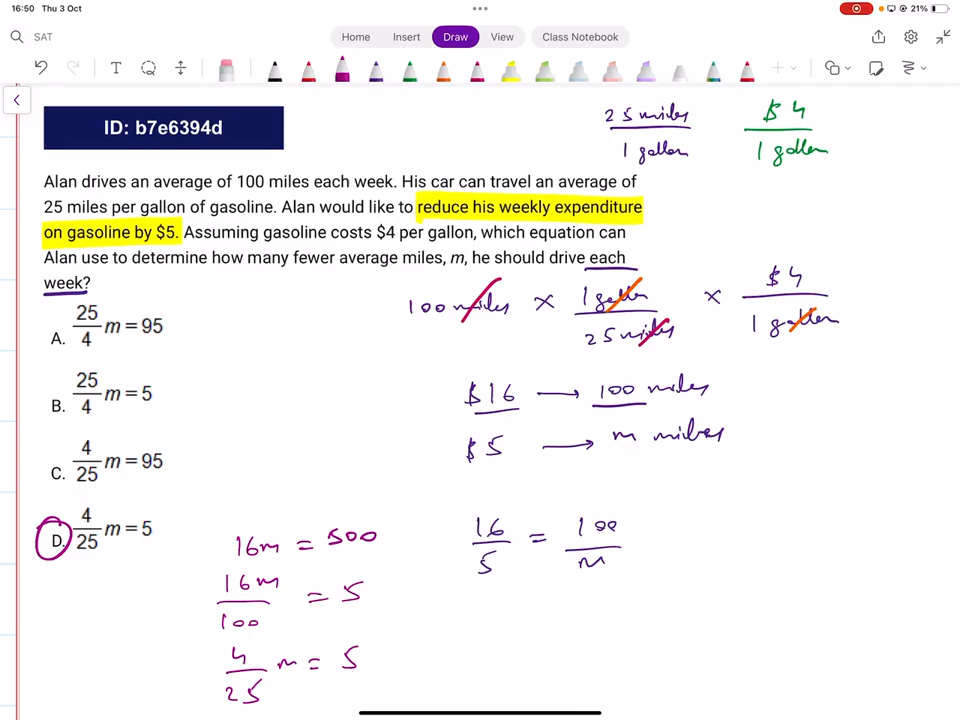 16:50 Thu 3 Oct
21%
SAT
Home Insert Draw View Class Notebook
ID: b7e6394d
25 miles
1 gallon
$ 4
1 gallon
Alan drives an average of 100 miles each week. His car can travel an average of
25 miles per gallon of gasoline. Alan would like to reduce his weekly expenditure
on gasoline by $5. Assuming gasoline costs $4 per gallon, which equation can
Alan use to determine how many fewer average miles, m, he should drive each
week?
A. 25/4 m = 95
B. 25/4 m = 5
C. 4/25 m = 95
D. 4/25 m = 5
100 miles × 1 gallon / 25 miles × $ 4 / 1 gallon
$16 → 100 miles
$5 → m miles
16/5 = 100/m
16m = 500
16m/100 = 5
4/25 m = 5